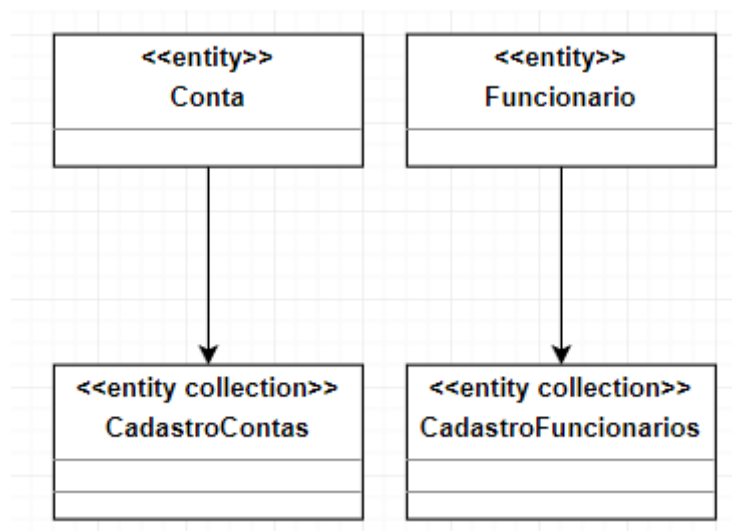 <<entity>>
Conta
<<entity>>
Funcionario
<<entity collection>>
CadastroContas
<<entity collection>>
CadastroFuncionarios